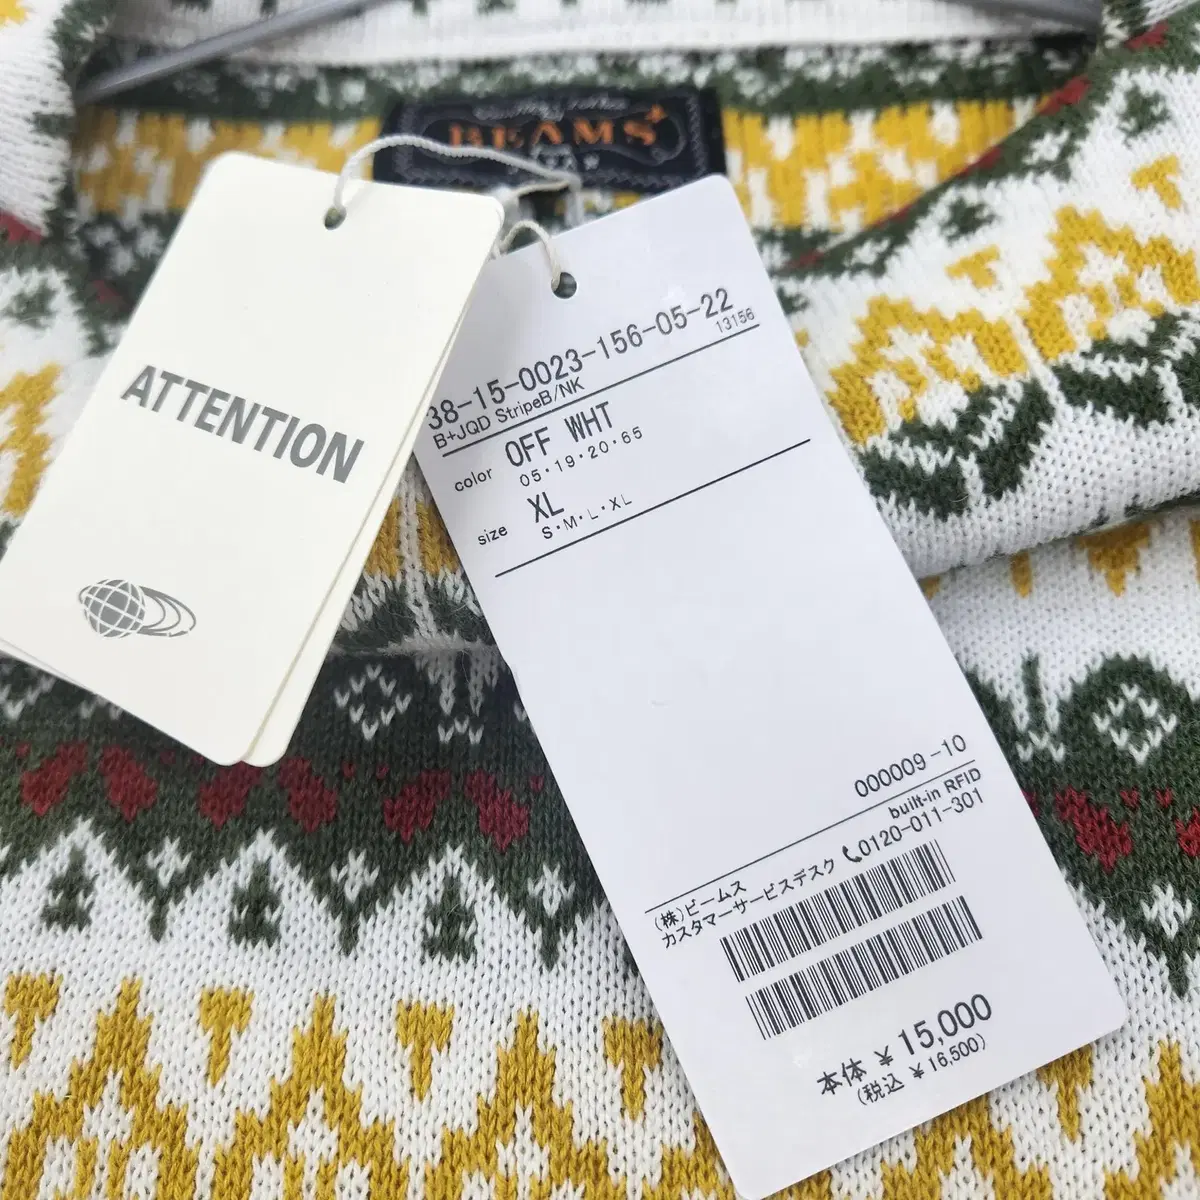 BEAMS+
ATTENTION
38-15-0023-156-05-22
B+JQD StripeB/NK
13156
color OFF WHT
05・19・20・65
size XL
S・M・L・XL
000009-10
built-in RFID
(株)ビームス
カスタマーサービスデスク 0120-011-301
本体 ¥ 15,000
(税込 ¥ 16,500)